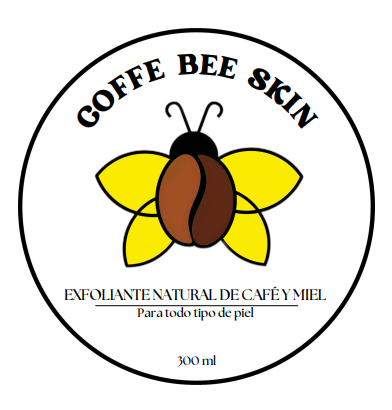 COFFE BEE SKIN
EXFOLIANTE NATURAL DE CAFÉ Y MIEL
Para todo tipo de piel
300 ml